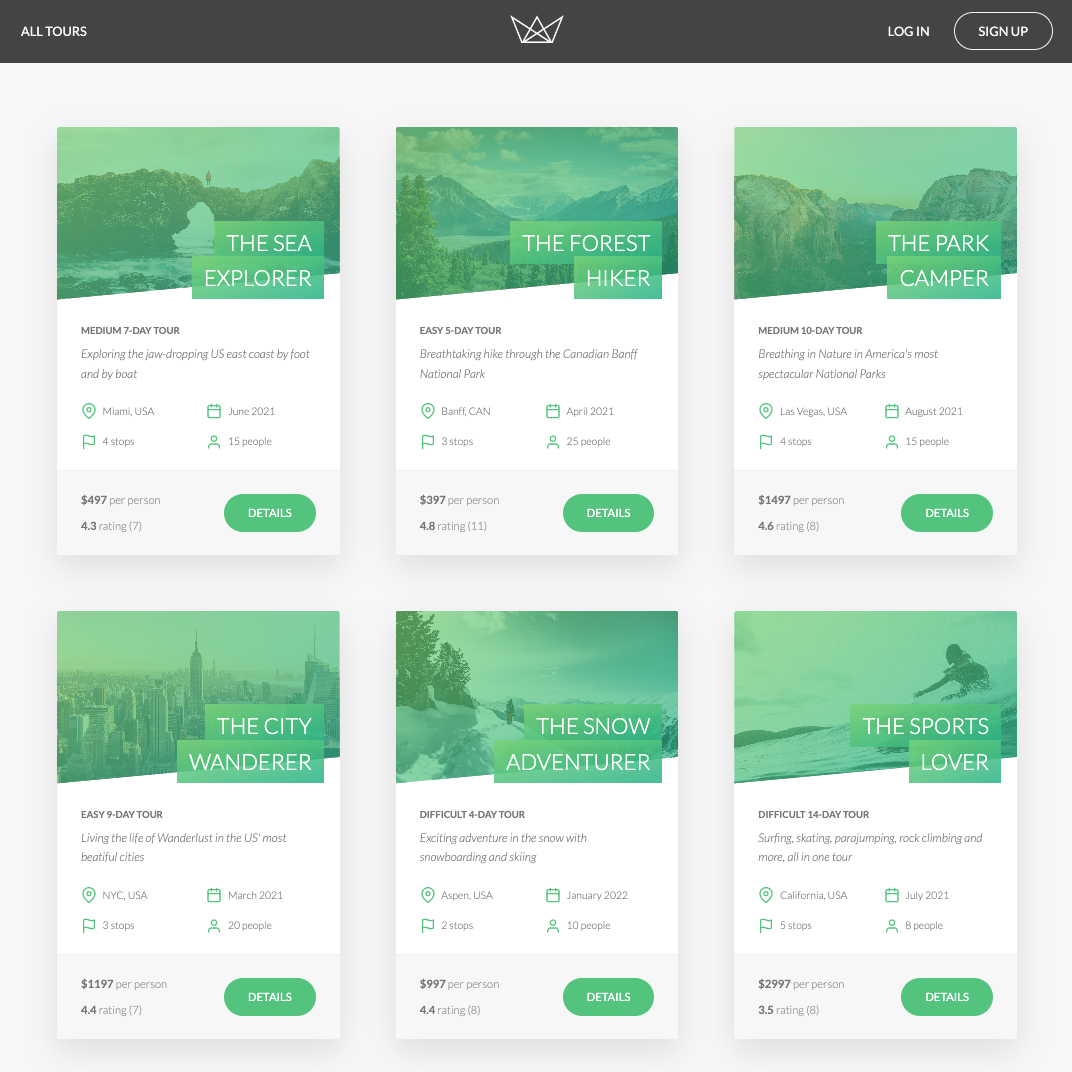 ALL TOURS
LOG IN
SIGN UP
THE SEA
EXPLORER
MEDIUM 7-DAY TOUR
Exploring the jaw-dropping US east coast by foot
and by boat
Miami, USA
June 2021
4 stops
15 people
$497 per person
4.3 rating (7)
DETAILS
THE FOREST
HIKER
EASY 5-DAY TOUR
Breathtaking hike through the Canadian Banff
National Park
Banff, CAN
April 2021
3 stops
25 people
$397 per person
4.8 rating (11)
DETAILS
THE PARK
CAMPER
MEDIUM 10-DAY TOUR
Breathing in Nature in America's most
spectacular National Parks
Las Vegas, USA
August 2021
4 stops
15 people
$1497 per person
4.6 rating (8)
DETAILS
THE CITY
WANDERER
EASY 9-DAY TOUR
Living the life of Wanderlust in the US' most
beatiful cities
NYC, USA
March 2021
3 stops
20 people
$1197 per person
4.4 rating (7)
DETAILS
THE SNOW
ADVENTURER
DIFFICULT 4-DAY TOUR
Exciting adventure in the snow with
snowboarding and skiing
Aspen, USA
January 2022
2 stops
10 people
$997 per person
4.4 rating (8)
DETAILS
THE SPORTS
LOVER
DIFFICULT 14-DAY TOUR
Surfing, skating, parajumping, rock climbing and
more, all in one tour
California, USA
July 2021
5 stops
8 people
$2997 per person
3.5 rating (8)
DETAILS